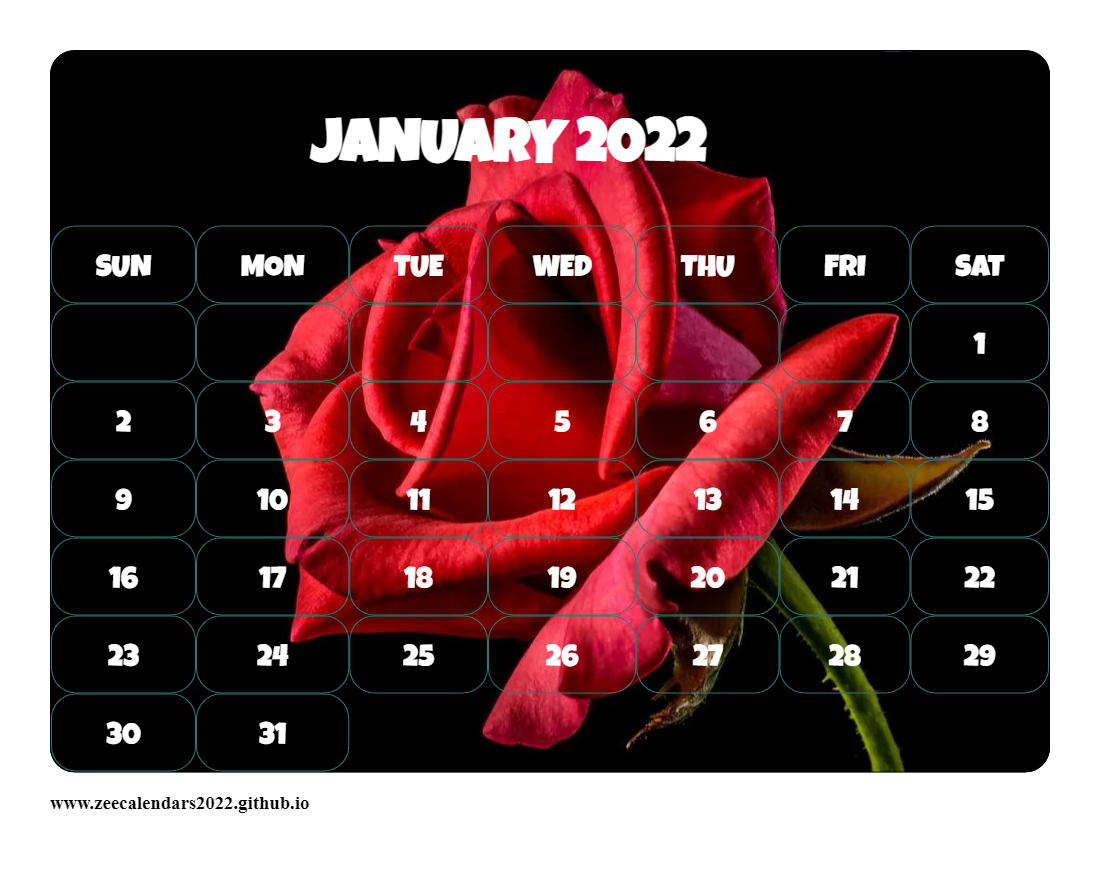 JANUARY 2022
SUN MON TUE WED THU FRI SAT
1
2 3 4 5 6 7 8
9 10 11 12 13 14 15
16 17 18 19 20 21 22
23 24 25 26 27 28 29
30 31
www.zeecalendars2022.github.io